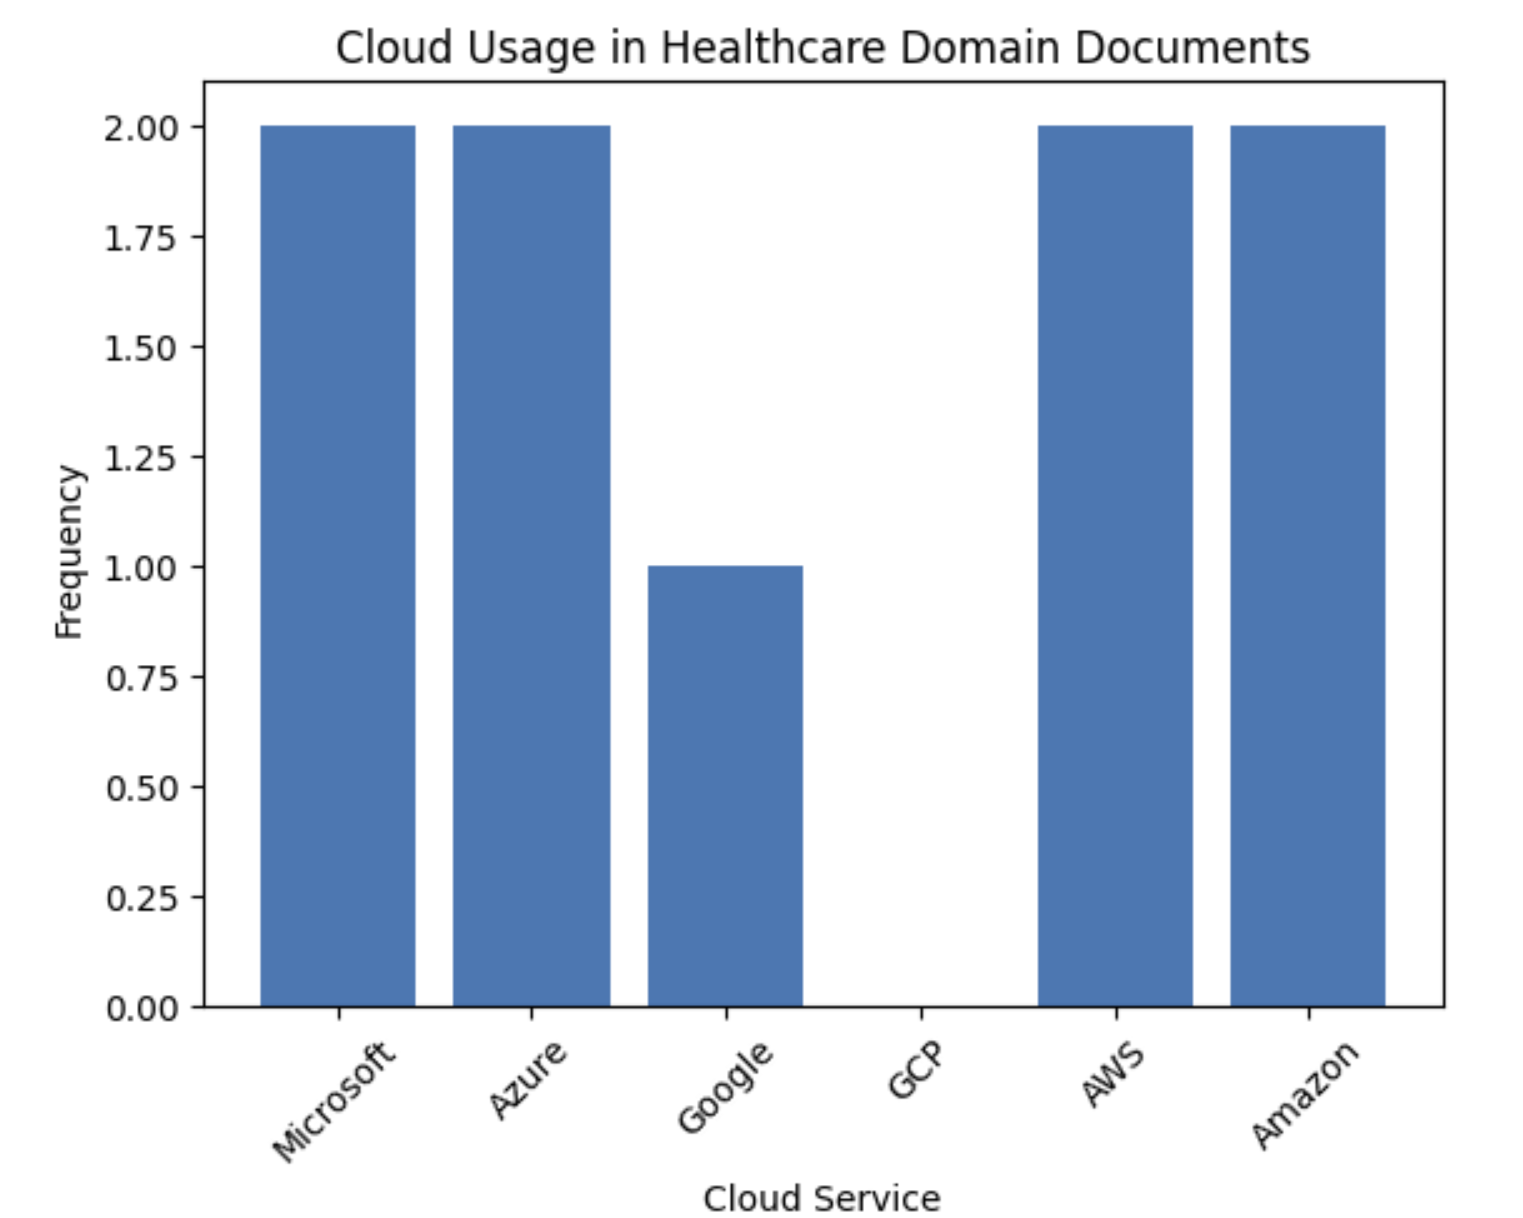 Cloud Usage in Healthcare Domain Documents
2.00
1.75
1.50
1.25
1.00
0.75
0.50
0.25
0.00
Frequency
Microsoft
Azure
Google
GCP
AWS
Amazon
Cloud Service